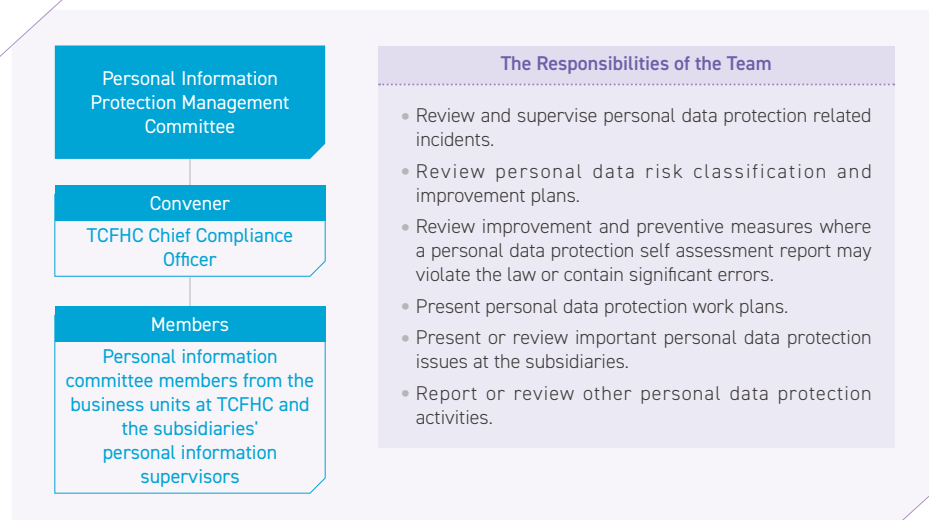 Personal Information
Protection Management
Committee
Convener
TCFHC Chief Compliance
Officer
Members
Personal information
committee members from the
business units at TCFHC and
the subsidiaries'
personal information
supervisors
The Responsibilities of the Team
• Review and supervise personal data protection related
incidents.
• Review personal data risk classification and
improvement plans.
• Review improvement and preventive measures where
a personal data protection self assessment report may
violate the law or contain significant errors.
• Present personal data protection work plans.
• Present or review important personal data protection
issues at the subsidiaries.
• Report or review other personal data protection
activities.